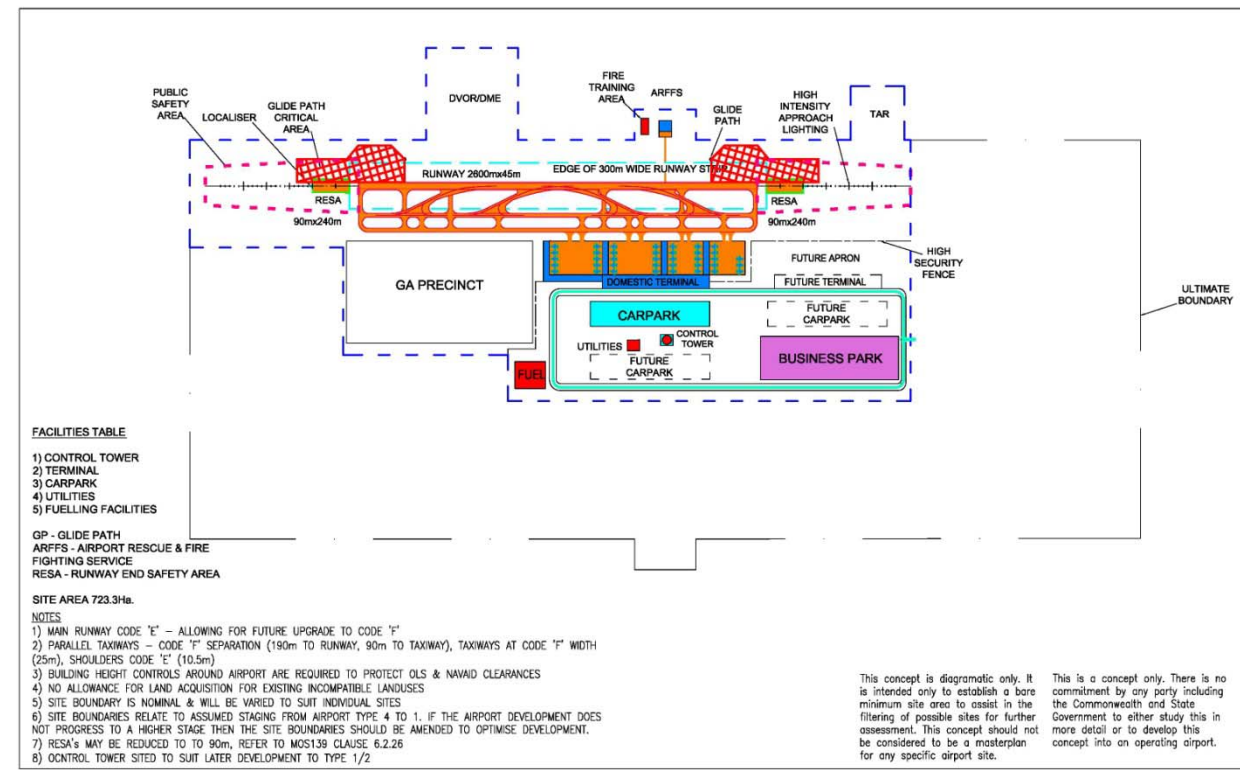 DVOR/DME
FIRE
TRAINING
AREA
ARFFS
PUBLIC
SAFETY
AREA
LOCALISER
GLIDE PATH
CRITICAL
AREA
GLIDE
PATH
HIGH
INTENSITY
APPROACH
LIGHTING
TAR
RUNWAY 2600mx45m
EDGE OF 300m WIDE RUNWAY STRIP
RESA
90mx240m
RESA
90mx240m
GA PRECINCT
FUTURE APRON
HIGH
SECURITY
FENCE
DOMESTIC TERMINAL
FUTURE TERMINAL
ULTIMATE
BOUNDARY
CARPARK
FUTURE
CARPARK
UTILITIES
CONTROL
TOWER
FUTURE
CARPARK
BUSINESS PARK
FUEL
FACILITIES TABLE
1) CONTROL TOWER
2) TERMINAL
3) CARPARK
4) UTILITIES
5) FUELLING FACILITIES
GP - GLIDE PATH
ARFFS - AIRPORT RESCUE & FIRE
FIGHTING SERVICE
RESA - RUNWAY END SAFETY AREA
SITE AREA 723.3Ha.
NOTES
1) MAIN RUNWAY CODE 'E' – ALLOWING FOR FUTURE UPGRADE TO CODE 'F'
2) PARALLEL TAXIWAYS – CODE 'F' SEPARATION (190m TO RUNWAY, 90m TO TAXIWAY), TAXIWAYS AT CODE 'F' WIDTH
(25m), SHOULDERS CODE 'E' (10.5m)
3) BUILDING HEIGHT CONTROLS AROUND AIRPORT ARE REQUIRED TO PROTECT OLS & NAVAID CLEARANCES
4) NO ALLOWANCE FOR LAND ACQUISITION FOR EXISTING INCOMPATIBLE LANDUSES
5) SITE BOUNDARY IS NOMINAL & WILL BE VARIED TO SUIT INDIVIDUAL SITES
6) SITE BOUNDARIES RELATE TO ASSUMED STAGING FROM AIRPORT TYPE 4 TO 1. IF THE AIRPORT DEVELOPMENT DOES
NOT PROGRESS TO A HIGHER STAGE THEN THE SITE BOUNDARIES SHOULD BE AMENDED TO OPTIMISE DEVELOPMENT.
7) RESA's MAY BE REDUCED TO TO 90m, REFER TO MOS139 CLAUSE 6.2.26
8) OCNTROL TOWER SITED TO SUIT LATER DEVELOPMENT TO TYPE 1/2
This concept is diagramatic only. It
is intended only to establish a bare
minimum site area to assist in the
filtering of possible sites for further
assessment. This concept should not
be considered to be a masterplan
for any specific airport site.
This is a concept only. There is no
commitment by any party including
the Commonwealth and State
Government to either study this in
more detail or to develop this
concept into an operating airport.